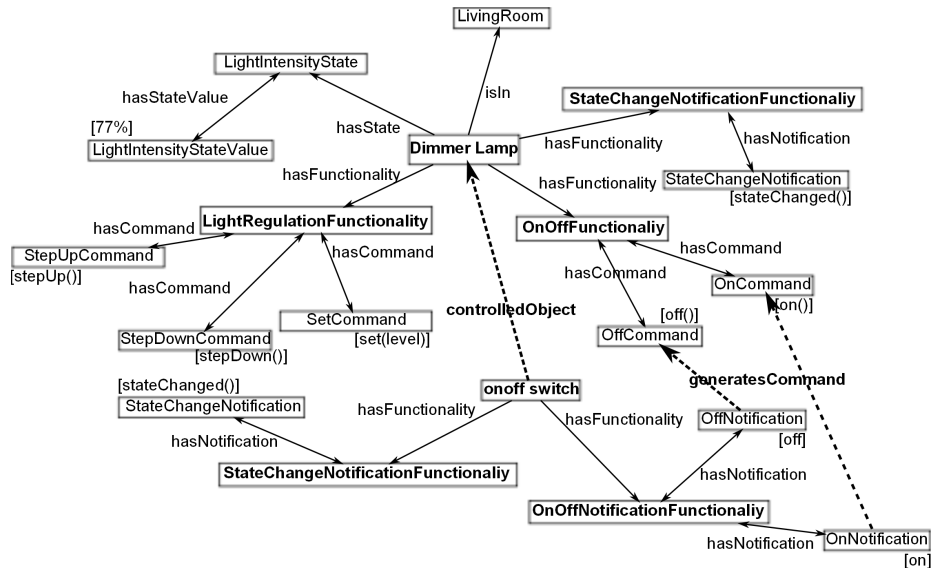 LivingRoom
LightIntensityState
hasStateValue
isIn
StateChangeNotificationFunctionaliy
[77%]
hasState
hasNotification
LightIntensityStateValue
Dimmer Lamp
hasFunctionality
hasFunctionality
hasFunctionality
StateChangeNotification
[stateChanged()]
LightRegulationFunctionality
OnOffFunctionaliy
hasCommand
StepUpCommand
hasCommand
hasCommand
[stepUp()]
hasCommand
hasCommand
OnCommand
[on()]
controlledObject
SetCommand
[off()]
StepDownCommand
[set(level)]
OffCommand
[stepDown()]
[stateChanged()]
onoff switch
generatesCommand
StateChangeNotification
hasFunctionality
hasFunctionality
OffNotification
hasNotification
[off]
StateChangeNotificationFunctionaliy
hasNotification
OnOffNotificationFunctionaliy
hasNotification
OnNotification
[on]